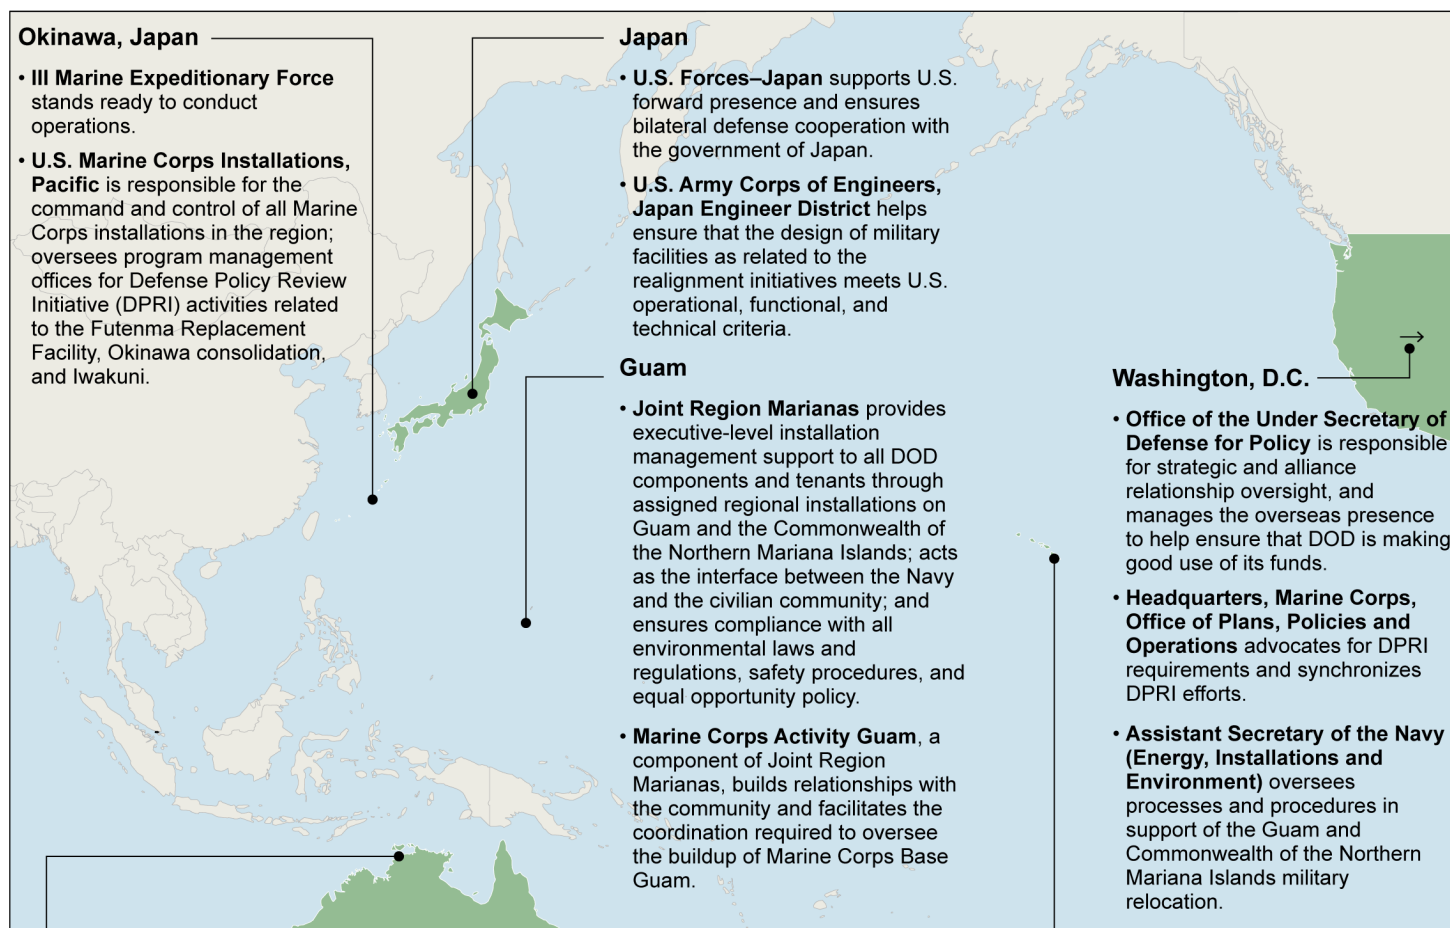 Okinawa, Japan
• III Marine Expeditionary Force
stands ready to conduct
operations.
• U.S. Marine Corps Installations,
Pacific is responsible for the
command and control of all Marine
Corps installations in the region;
oversees program management
offices for Defense Policy Review
Initiative (DPRI) activities related
to the Futenma Replacement
Facility, Okinawa consolidation,
and Iwakuni.
Japan
• U.S. Forces–Japan supports U.S.
forward presence and ensures
bilateral defense cooperation with
the government of Japan.
• U.S. Army Corps of Engineers,
Japan Engineer District helps
ensure that the design of military
facilities as related to the
realignment initiatives meets U.S.
operational, functional, and
technical criteria.
Guam
• Joint Region Marianas provides
executive-level installation
management support to all DOD
components and tenants through
assigned regional installations on
Guam and the Commonwealth of
the Northern Mariana Islands; acts
as the interface between the Navy
and the civilian community; and
ensures compliance with all
environmental laws and
regulations, safety procedures, and
equal opportunity policy.
• Marine Corps Activity Guam, a
component of Joint Region
Marianas, builds relationships with
the community and facilitates the
coordination required to oversee
the buildup of Marine Corps Base
Guam.
Washington, D.C.
• Office of the Under Secretary of
Defense for Policy is responsible
for strategic and alliance
relationship oversight, and
manages the overseas presence
to help ensure that DOD is making
good use of its funds.
• Headquarters, Marine Corps,
Office of Plans, Policies and
Operations advocates for DPRI
requirements and synchronizes
DPRI efforts.
• Assistant Secretary of the Navy
(Energy, Installations and
Environment) oversees
processes and procedures in
support of the Guam and
Commonwealth of the Northern
Mariana Islands military
relocation.